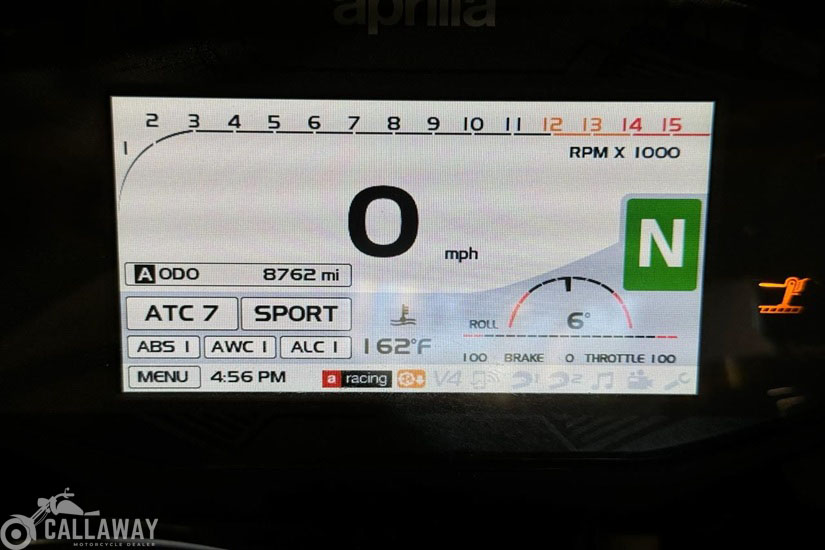 aprilia
1 2 3 4 5 6 7 8 9 10 11 12 13 14 15
RPM X 1000
0 mph
N
A ODO 8762 mi
ATC 7 SPORT
ROLL 6°
ABS 1 AWC 1 ALC 1 162°F
100 BRAKE 0 THROTTLE 100
MENU 4:56 PM a racing V4 1 2
CALLAWAY
MOTORCYCLE DEALER